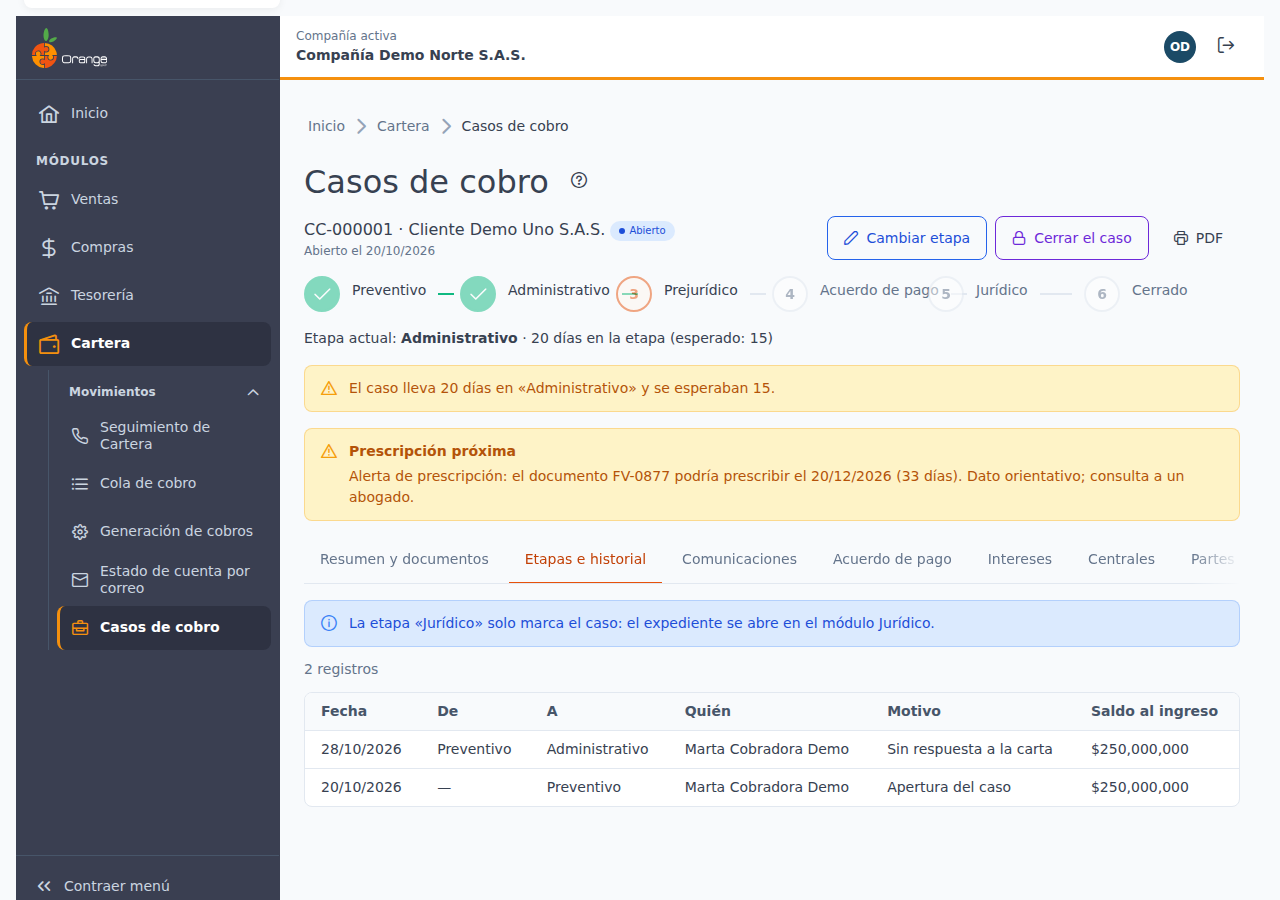 Orange
Compañía activa
Compañía Demo Norte S.A.S.
OD
Inicio
MÓDULOS
Ventas
Compras
Tesorería
Cartera
Movimientos
Seguimiento de
Cartera
Cola de cobro
Generación de cobros
Estado de cuenta por
correo
Casos de cobro
Contraer menú
Inicio > Cartera > Casos de cobro
Casos de cobro
CC-000001 · Cliente Demo Uno S.A.S. Abierto
Abierto el 20/10/2026
Cambiar etapa Cerrar el caso PDF
Preventivo Administrativo 3 Prejurídico 4 Acuerdo de pago 5 Jurídico 6 Cerrado
Etapa actual: Administrativo · 20 días en la etapa (esperado: 15)
El caso lleva 20 días en «Administrativo» y se esperaban 15.
Prescripción próxima
Alerta de prescripción: el documento FV-0877 podría prescribir el 20/12/2026 (33 días). Dato orientativo; consulta a un
abogado.
Resumen y documentos Etapas e historial Comunicaciones Acuerdo de pago Intereses Centrales Partes
La etapa «Jurídico» solo marca el caso: el expediente se abre en el módulo Jurídico.
2 registros
Fecha De A Quién Motivo Saldo al ingreso
28/10/2026 Preventivo Administrativo Marta Cobradora Demo Sin respuesta a la carta $250,000,000
20/10/2026 — Preventivo Marta Cobradora Demo Apertura del caso $250,000,000